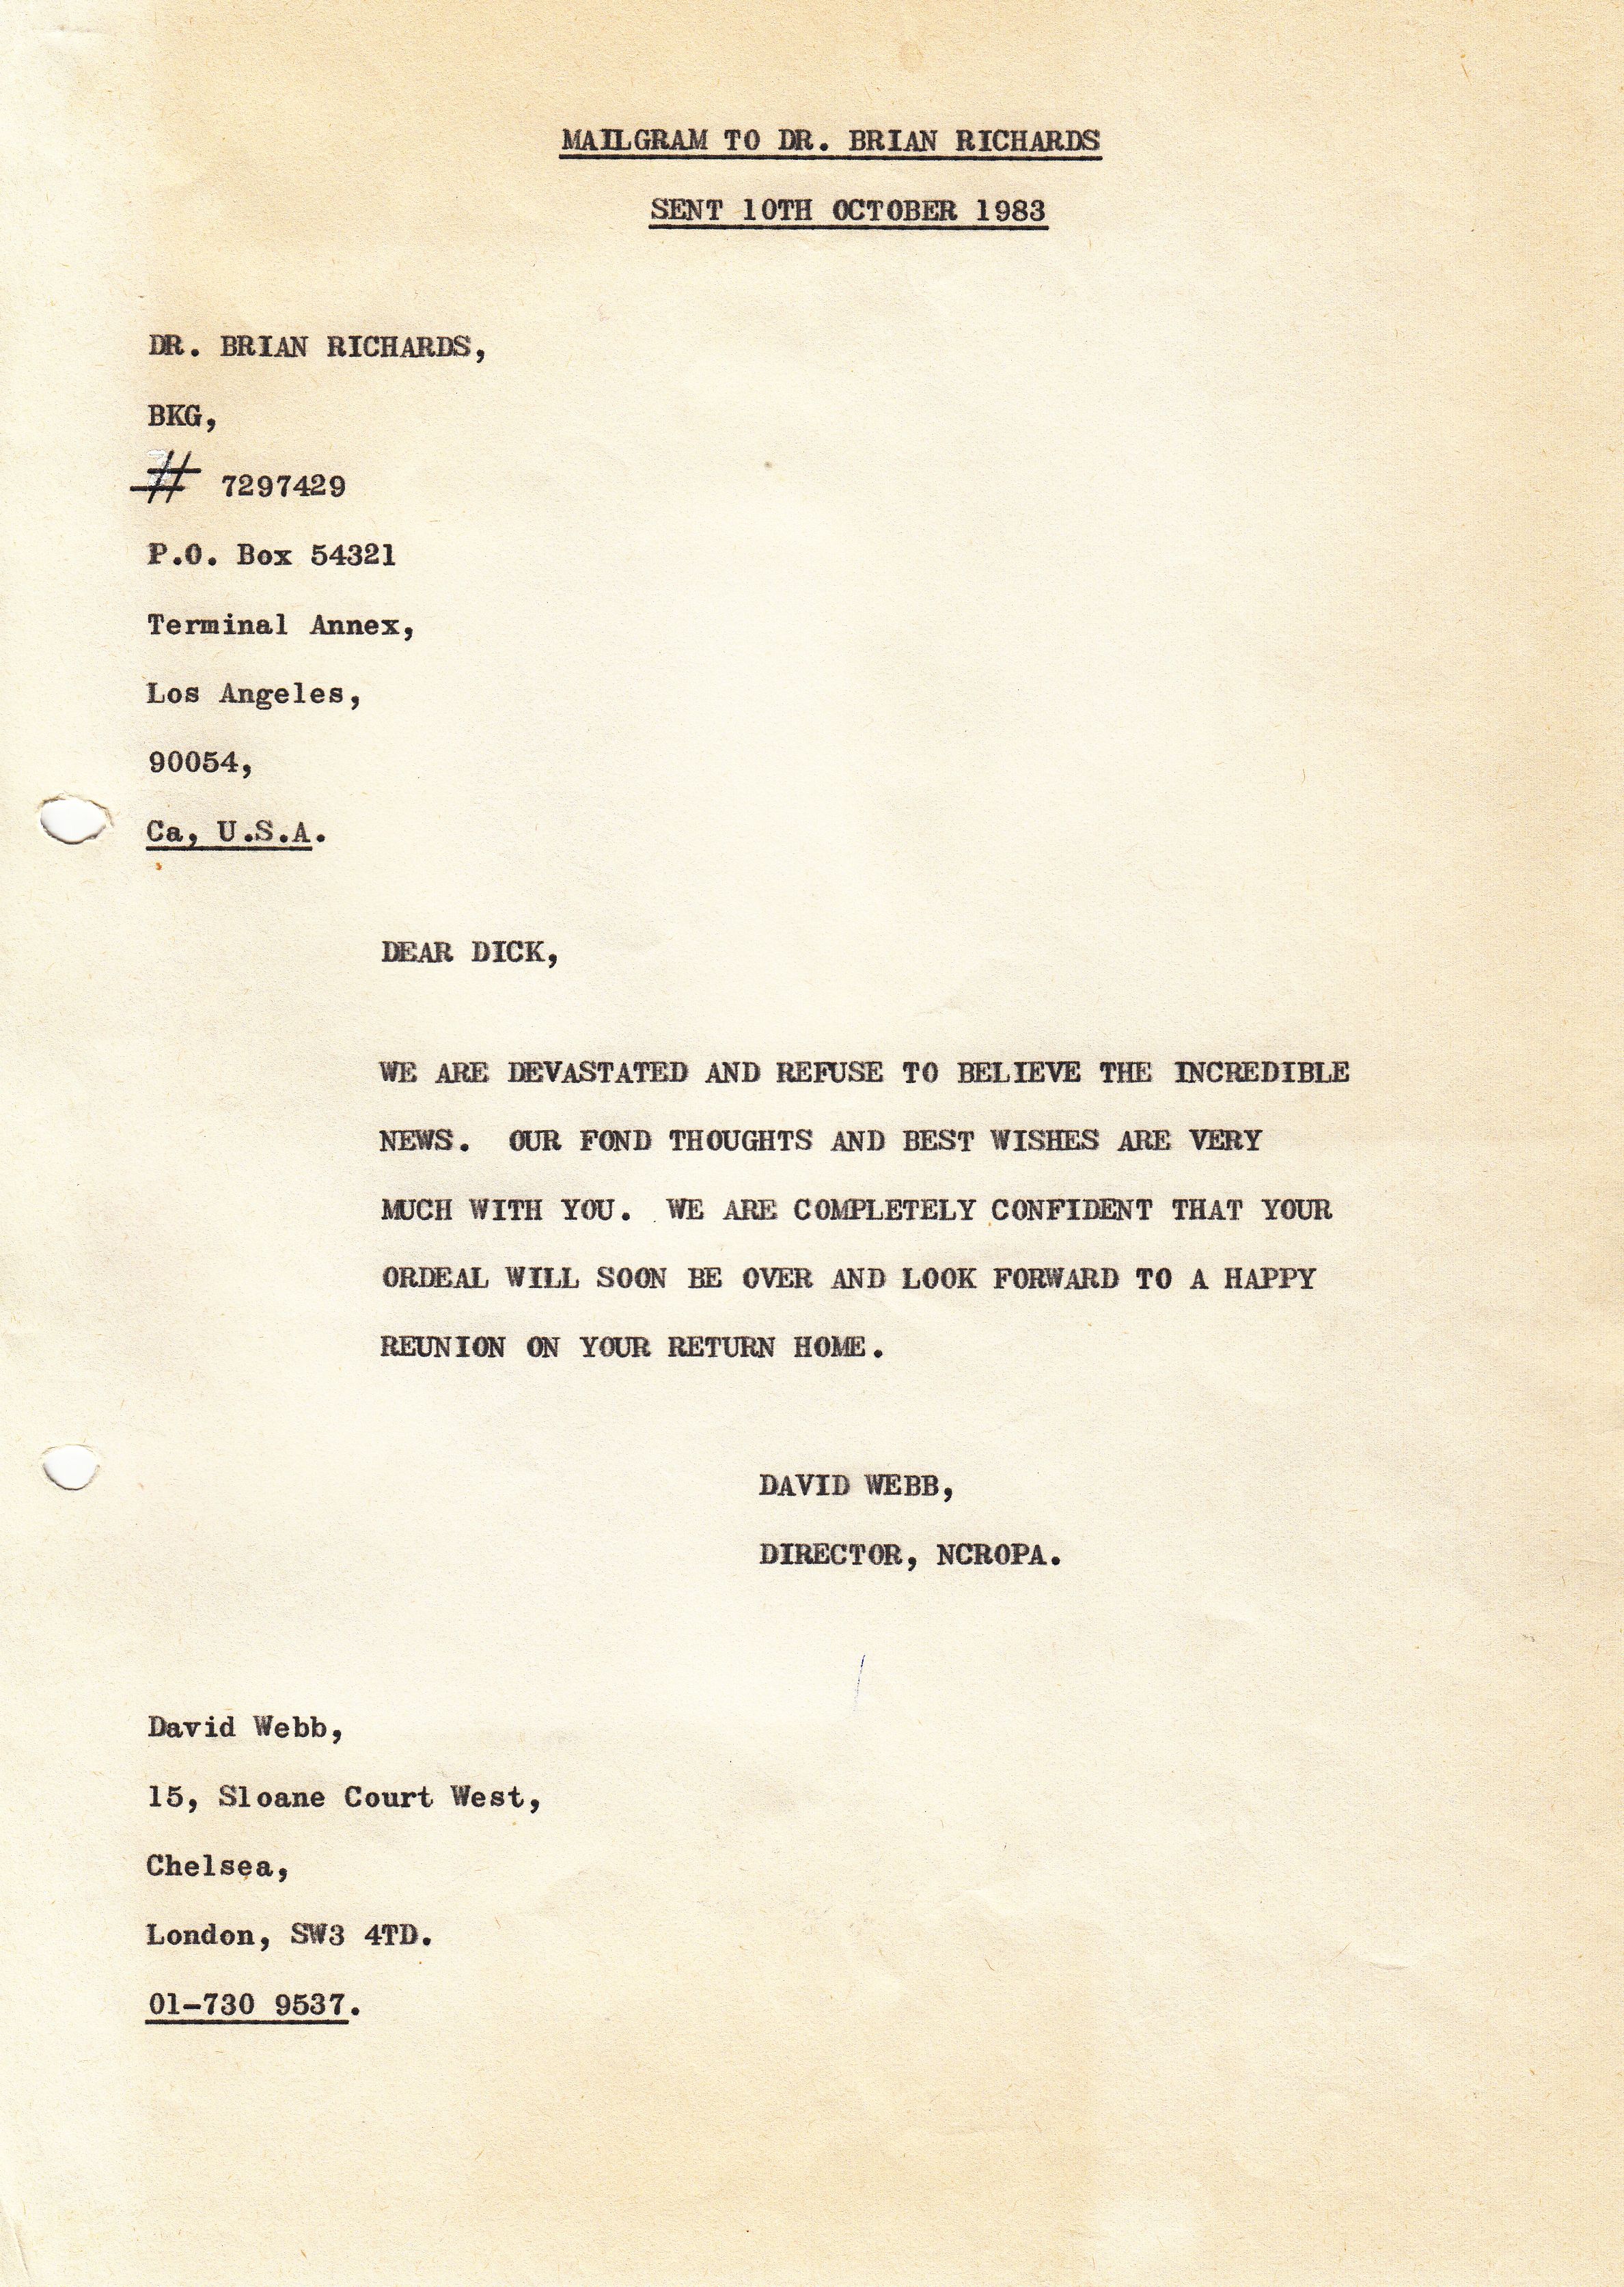 MAILGRAM TO DR. BRIAN RICHARDS
SENT 10TH OCTOBER 1983
DR. BRIAN RICHARDS,
BKG,
# 7297429
P.O. Box 54321
Terminal Annex,
Los Angeles,
90054,
Ca, U.S.A.
DEAR DICK,
WE ARE DEVASTATED AND REFUSE TO BELIEVE THE INCREDIBLE
NEWS. OUR FOND THOUGHTS AND BEST WISHES ARE VERY
MUCH WITH YOU. WE ARE COMPLETELY CONFIDENT THAT YOUR
ORDEAL WILL SOON BE OVER AND LOOK FORWARD TO A HAPPY
REUNION ON YOUR RETURN HOME.
DAVID WEBB,
DIRECTOR, NCROPA.
David Webb,
15, Sloane Court West,
Chelsea,
London, SW3 4TD.
01-730 9537.